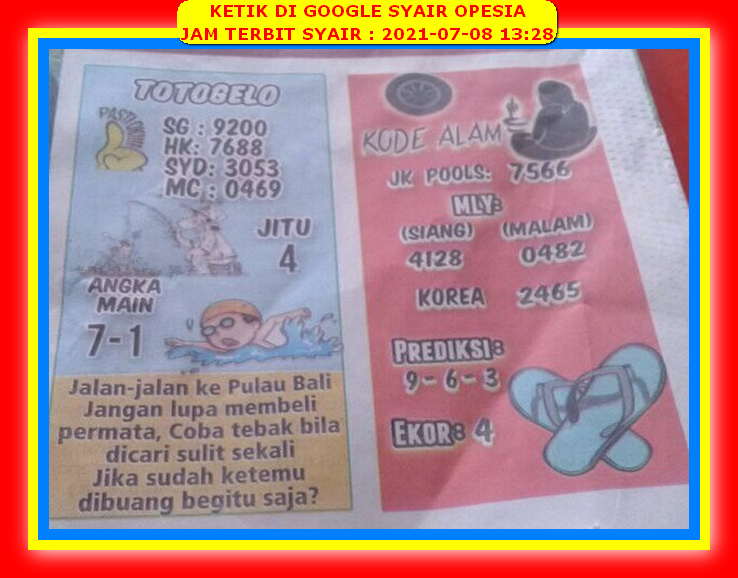 KETIK DI GOOGLE SYAIR OPESIA
JAM TERBIT SYAIR : 2021-07-08 13:28
TOTOGELO
PASTI
SG : 9200
HK: 7688
SYD: 3053
MC : 0469
JITU
4
ANGKA
MAIN
7-1
Jalan-jalan ke Pulau Bali
Jangan lupa membeli
permata, Coba tebak bila
dicari sulit sekali
Jika sudah ketemu
dibuang begitu saja?
KODE ALAM
JK POOLS: 7566
MLY:
(SIANG) (MALAM)
4128 0482
KOREA 2465
PREDIKSI:
9-6-3
EKOR: 4